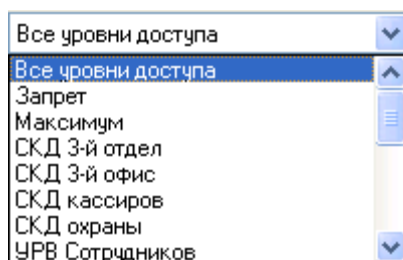 Все уровни доступа
Все уровни доступа
Запрет
Максимум
СКД 3-й отдел
СКД 3-й офис
СКД кассиров
СКД охраны
УРВ Сотрудников